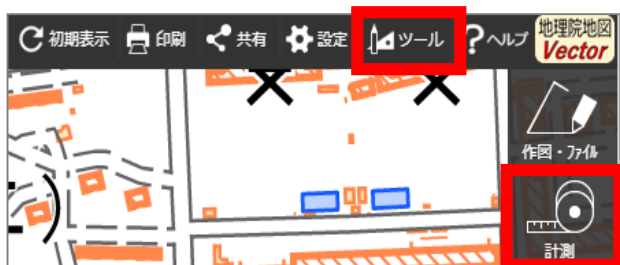 初期表示 印刷 共有 設定 ツール ヘルプ 地理院地図 Vector
作図・ファイル
計測